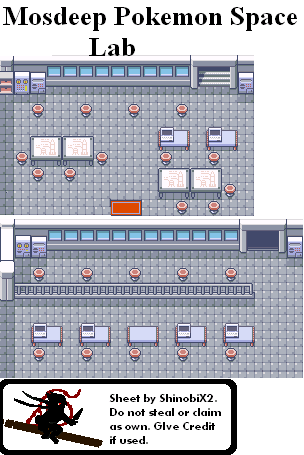 Mosdeep Pokemon Space
Lab
Sheet by ShinobiX2.
Do not steal or claim
as own. GIve Credit
if used.